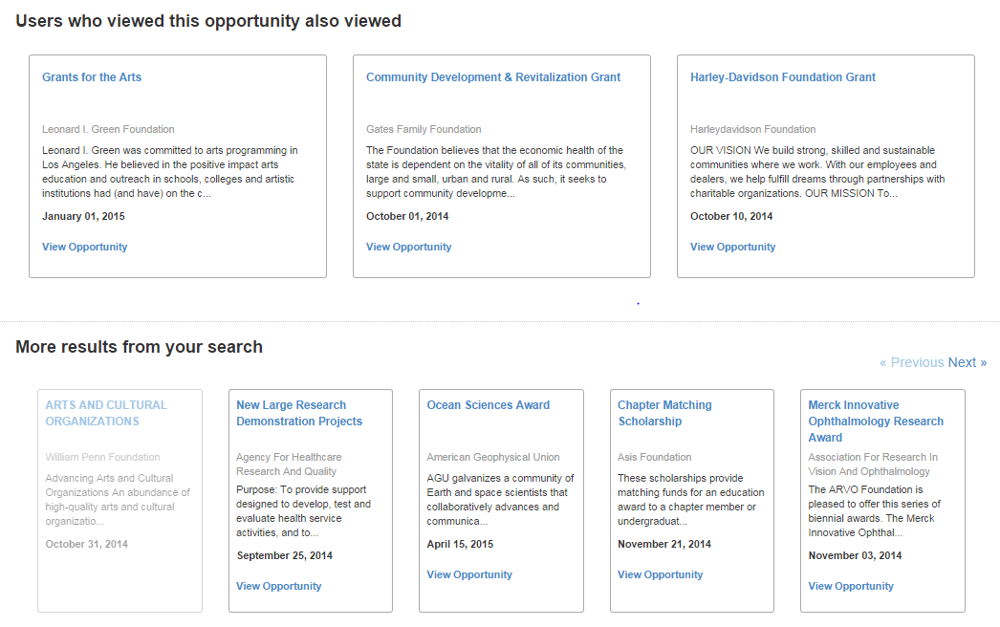 Users who viewed this opportunity also viewed
Grants for the Arts
Leonard I. Green Foundation
Leonard I. Green was committed to arts programming in
Los Angeles. He believed in the positive impact arts
education and outreach in schools, colleges and artistic
institutions had (and have) on the c...
January 01, 2015
View Opportunity
Community Development & Revitalization Grant
Gates Family Foundation
The Foundation believes that the economic health of the
state is dependent on the vitality of all of its communities,
large and small, urban and rural. As such, it seeks to
support community developme...
October 01, 2014
View Opportunity
Harley-Davidson Foundation Grant
Harleydavidson Foundation
OUR VISION We build strong, skilled and sustainable
communities where we work. With our employees and
dealers, we help fulfill dreams through partnerships with
charitable organizations. OUR MISSION To...
October 10, 2014
View Opportunity
More results from your search
« Previous Next »
ARTS AND CULTURAL
ORGANIZATIONS
William Penn Foundation
Advancing Arts and Cultural
Organizations An abundance of
high-quality arts and cultural
organizatio...
October 31, 2014
New Large Research
Demonstration Projects
Agency For Healthcare
Research And Quality
Purpose: To provide support
designed to develop, test and
evaluate health service
activities, and to...
September 25, 2014
View Opportunity
Ocean Sciences Award
American Geophysical Union
AGU galvanizes a community of
Earth and space scientists that
collaboratively advances and
communica...
April 15, 2015
View Opportunity
Chapter Matching
Scholarship
Asis Foundation
These scholarships provide
matching funds for an education
award to a chapter member or
undergraduat...
November 21, 2014
View Opportunity
Merck Innovative
Ophthalmology Research
Award
Association For Research In
Vision And Ophthalmology
The ARVO Foundation is
pleased to offer this series of
biennial awards. The Merck
Innovative Ophthal...
November 03, 2014
View Opportunity